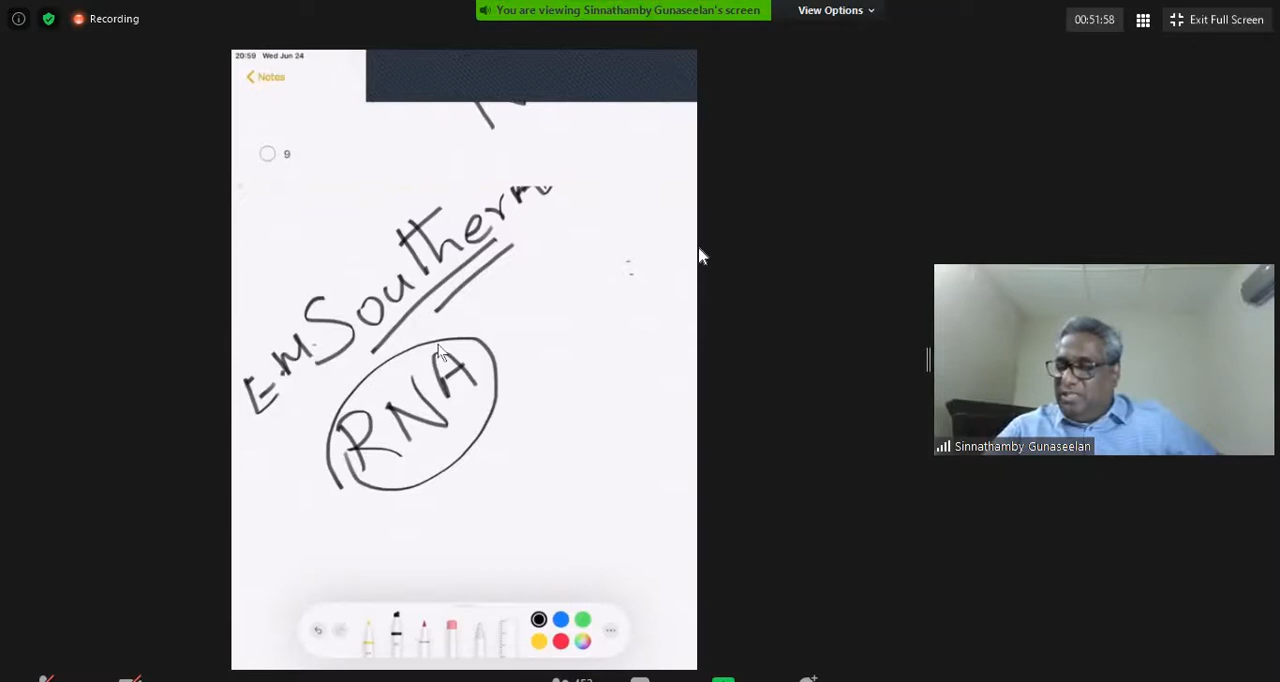 Recording
You are viewing Sinnathamby Gunaseelan's screen
View Options
00:51:58
Exit Full Screen
20:59 Wed Jun 24
Notes
9
E.M. Southern
RNA
Sinnathamby Gunaseelan